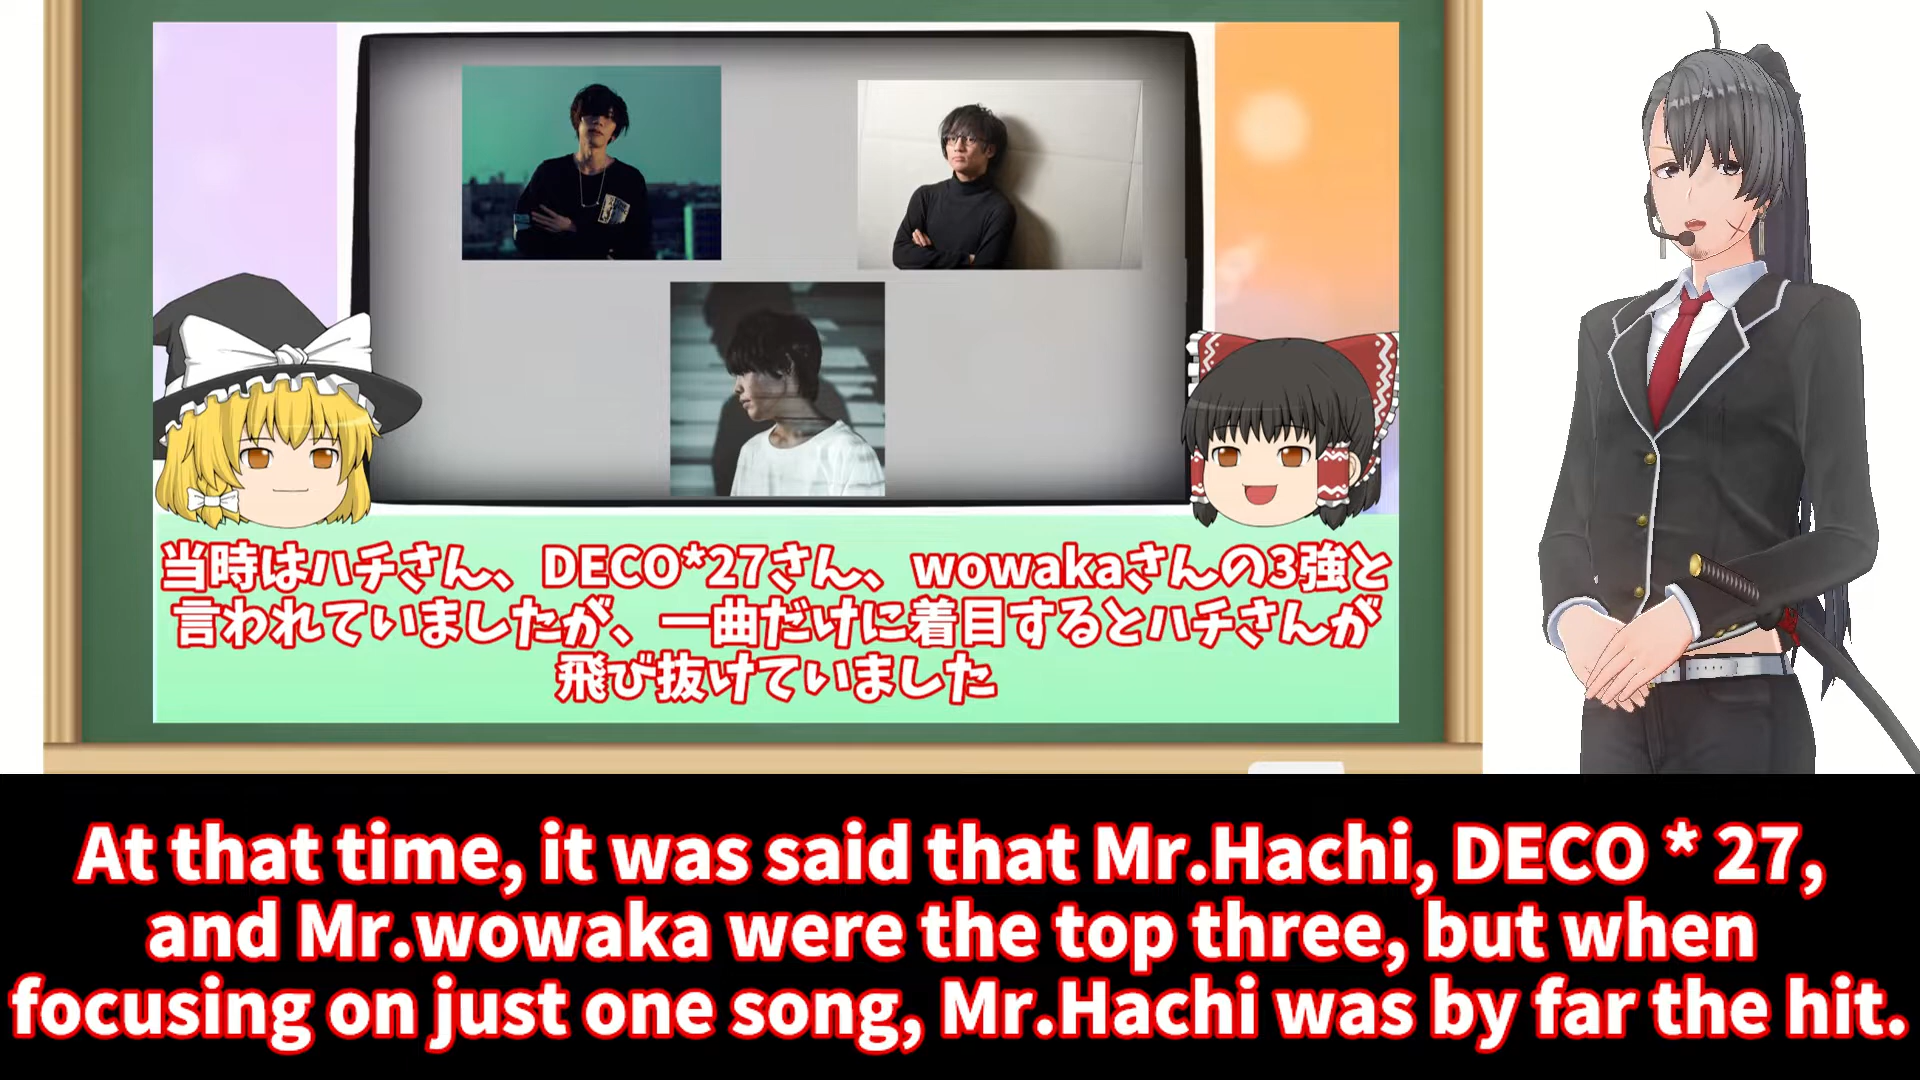 当時はハチさん、DECO*27さん、wowakaさんの3強と
言われていましたが、一曲だけに着目するとハチさんが
飛び抜けていました
At that time, it was said that Mr.Hachi, DECO * 27,
and Mr.wowaka were the top three, but when
focusing on just one song, Mr.Hachi was by far the hit.